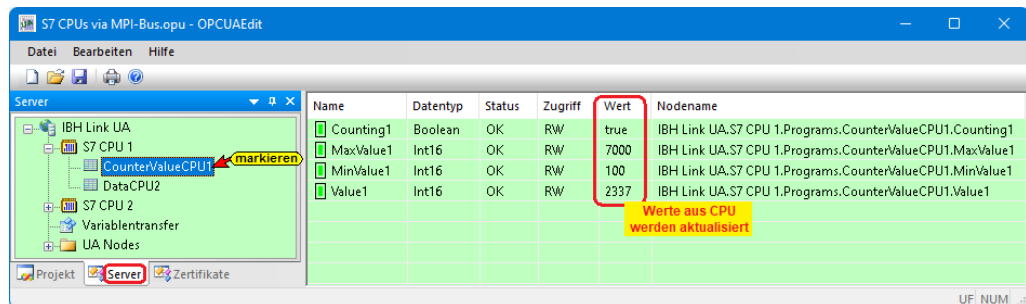 S7 CPUs via MPI-Bus.opu - OPCUAEdit
Datei Bearbeiten Hilfe
Server
IBH Link UA
S7 CPU 1
CounterValueCPU1
markieren
DataCPU2
S7 CPU 2
Variablentransfer
UA Nodes
Projekt Server Zertifikate
Name Datentyp Status Zugriff Wert Nodename
Counting1 Boolean OK RW true IBH Link UA.S7 CPU 1.Programs.CounterValueCPU1.Counting1
MaxValue1 Int16 OK RW 7000 IBH Link UA.S7 CPU 1.Programs.CounterValueCPU1.MaxValue1
MinValue1 Int16 OK RW 100 IBH Link UA.S7 CPU 1.Programs.CounterValueCPU1.MinValue1
Value1 Int16 OK RW 2337 IBH Link UA.S7 CPU 1.Programs.CounterValueCPU1.Value1
Werte aus CPU
werden aktualisiert
UF NUM